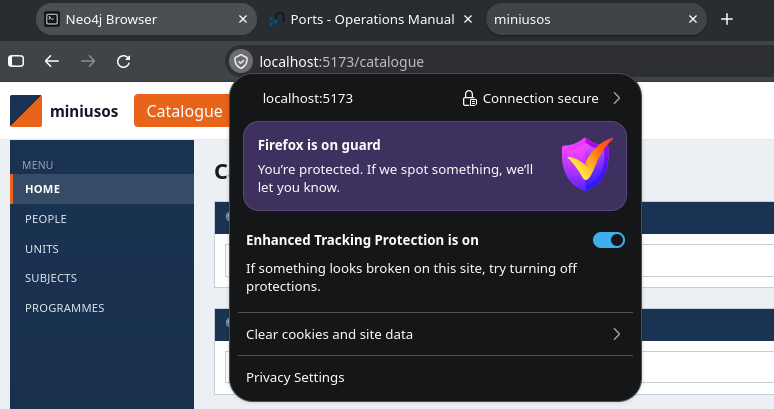 Neo4j Browser
Ports - Operations Manual
miniusos
localhost:5173/catalogue
localhost:5173
Connection secure
miniusos
Catalogue
Firefox is on guard
You're protected. If we spot something, we'll
let you know.
MENU
HOME
PEOPLE
UNITS
SUBJECTS
PROGRAMMES
Enhanced Tracking Protection is on
If something looks broken on this site, try turning off
protections.
Clear cookies and site data
Privacy Settings